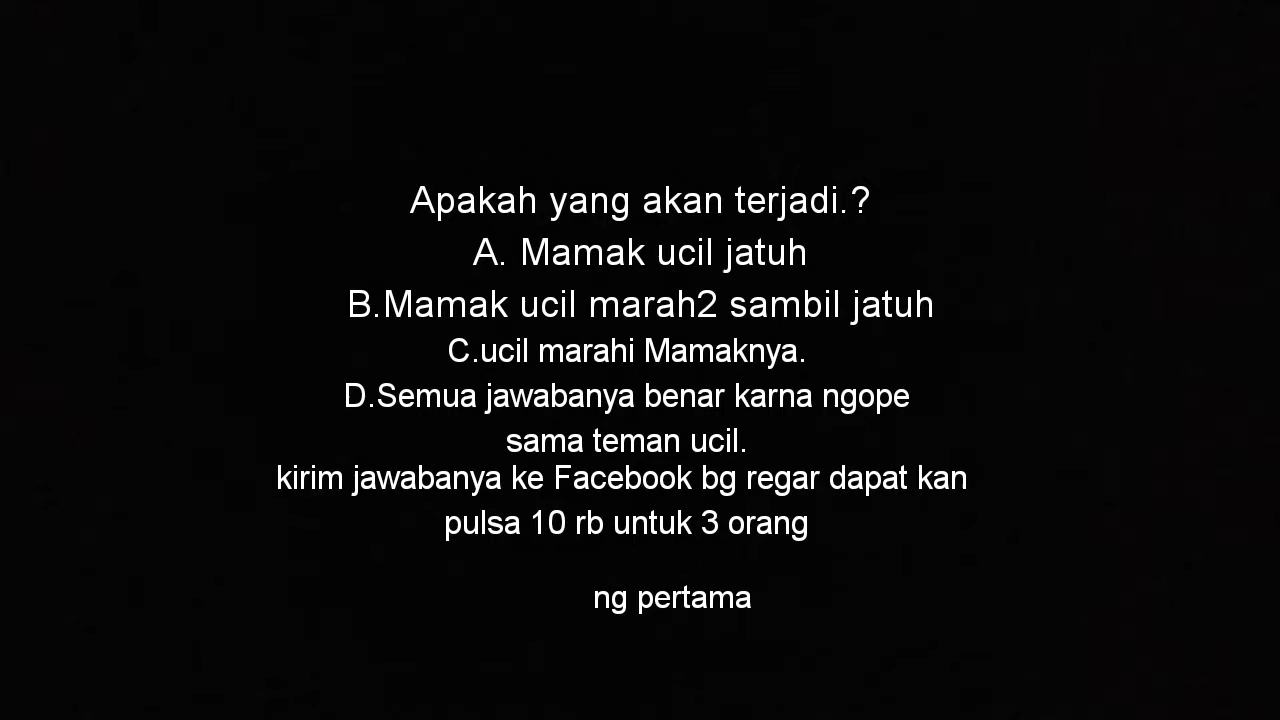 Apakah yang akan terjadi.?
A. Mamak ucil jatuh
B.Mamak ucil marah2 sambil jatuh
C.ucil marahi Mamaknya.
D.Semua jawabanya benar karna ngope
sama teman ucil.
kirim jawabanya ke Facebook bg regar dapat kan
pulsa 10 rb untuk 3 orang
ng pertama